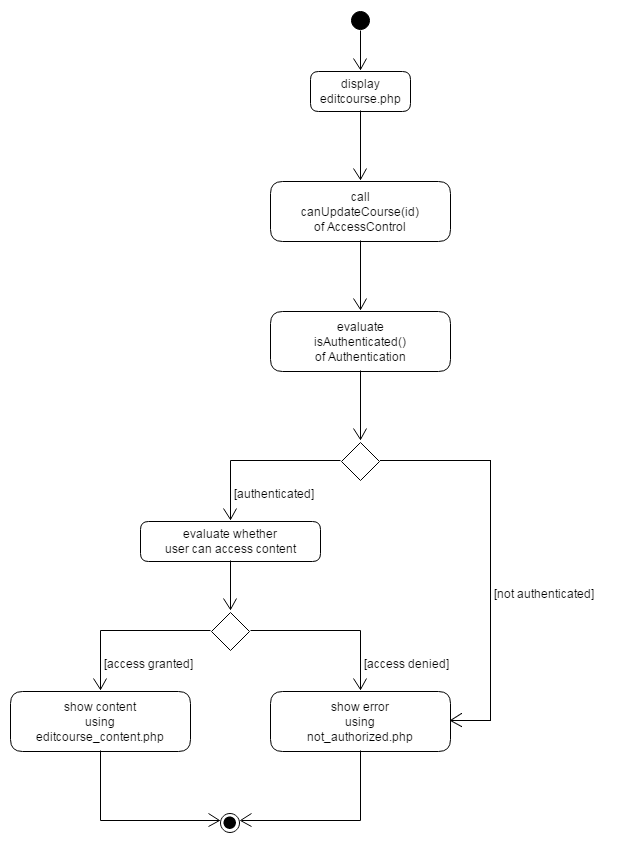 display
editcourse.php
call
canUpdateCourse(id)
of AccessControl
evaluate
isAuthenticated()
of Authentication
[authenticated]
evaluate whether
user can access content
[not authenticated]
[access granted]
[access denied]
show content
using
editcourse_content.php
show error
using
not_authorized.php